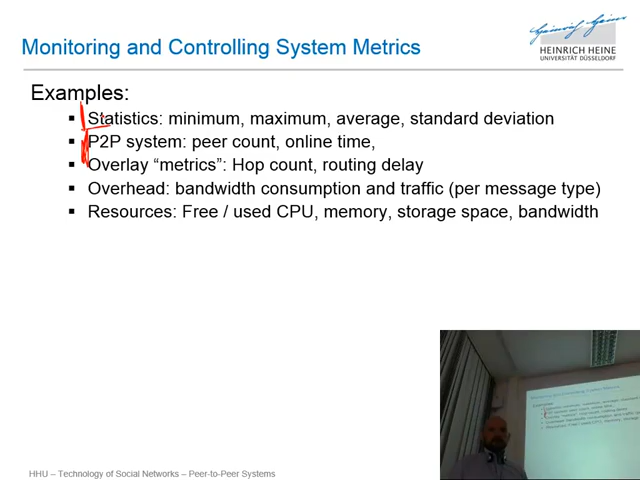 Monitoring and Controlling System Metrics
HEINRICH HEINE
UNIVERSITÄT DÜSSELDORF
Examples:
▪ Statistics: minimum, maximum, average, standard deviation
▪ P2P system: peer count, online time,
▪ Overlay “metrics”: Hop count, routing delay
▪ Overhead: bandwidth consumption and traffic (per message type)
▪ Resources: Free / used CPU, memory, storage space, bandwidth
HHU – Technology of Social Networks – Peer-to-Peer Systems